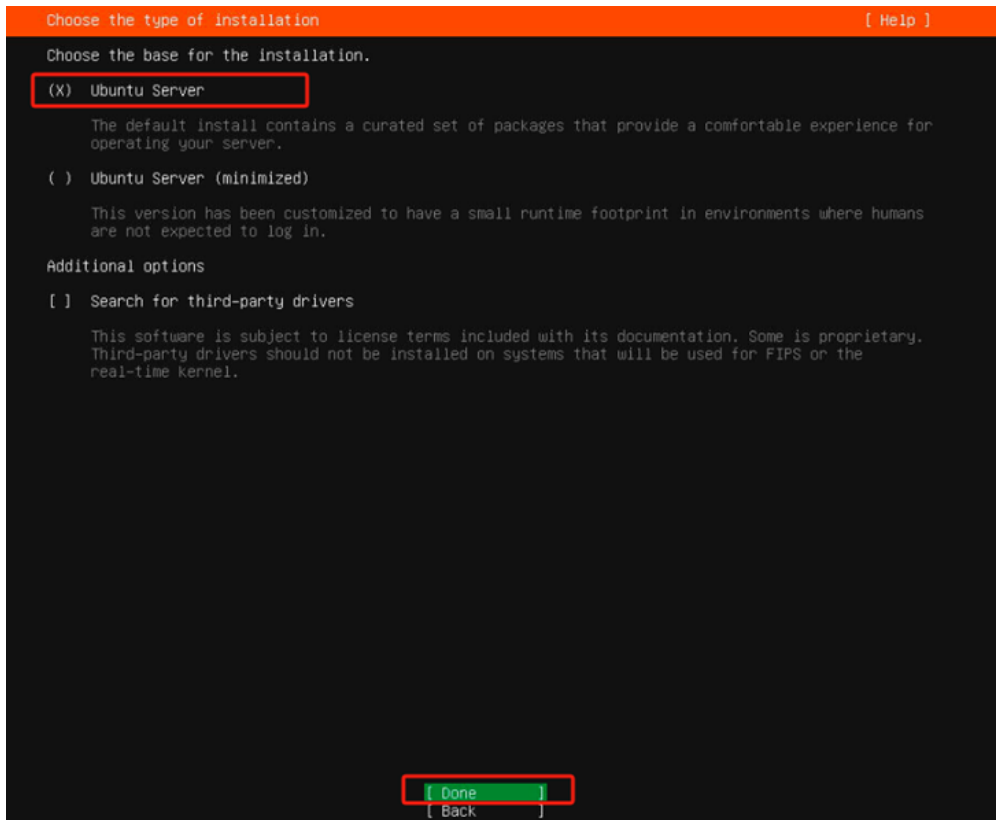 Choose the type of installation [ Help ]
Choose the base for the installation.
(X) Ubuntu Server
The default install contains a curated set of packages that provide a comfortable experience for
operating your server.
( ) Ubuntu Server (minimized)
This version has been customized to have a small runtime footprint in environments where humans
are not expected to log in.
Additional options
[ ] Search for third-party drivers
This software is subject to license terms included with its documentation. Some is proprietary.
Third-party drivers should not be installed on systems that will be used for FIPS or the
real-time kernel.
[ Done ]
[ Back ]